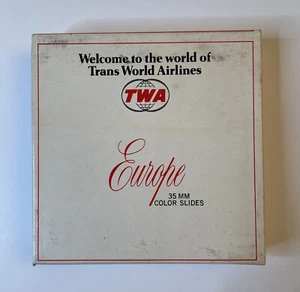 Welcome to the world of
Trans World Airlines
TWA
Europe
35 MM
COLOR SLIDES